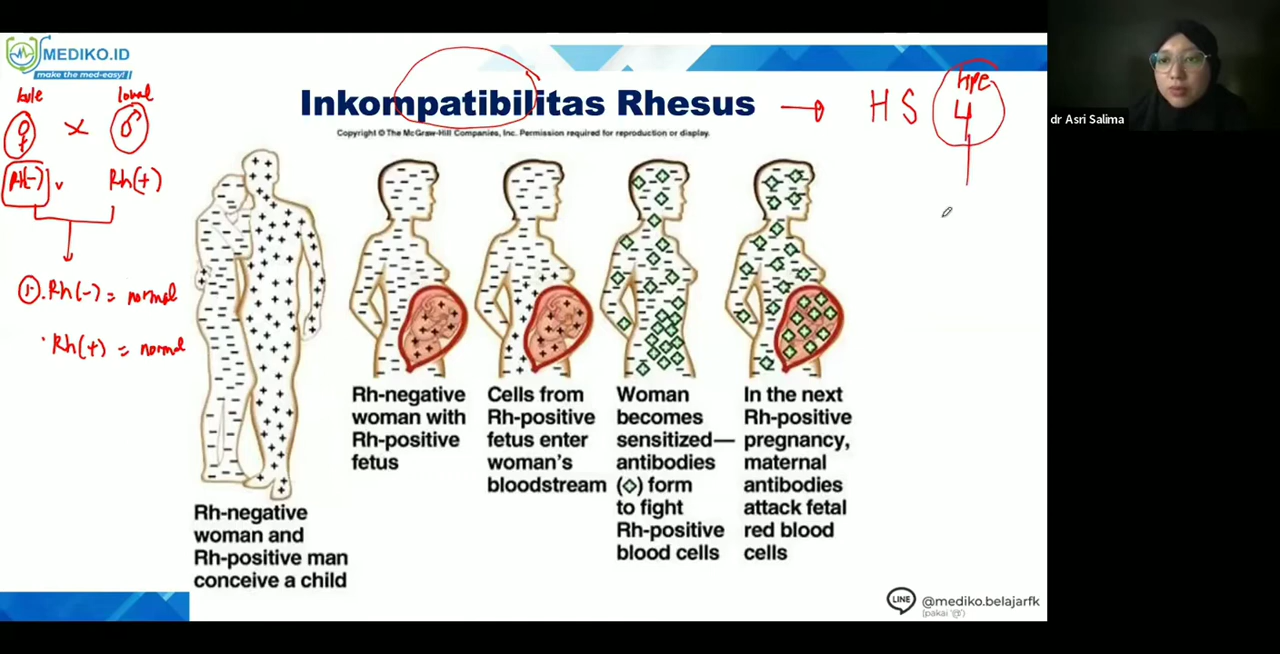 MEDIKO.ID
make the med-easy!
Inkompatibilitas Rhesus → HS tipe 4
Copyright © The McGraw-Hill Companies, Inc. Permission required for reproduction or display.
bule lokal
♀ x ♂
Rh(-) v Rh(+)
1. Rh(-) = normal
Rh(+) = normal
Rh-negative
woman and
Rh-positive man
conceive a child
Rh-negative
woman with
Rh-positive
fetus
Cells from
Rh-positive
fetus enter
woman's
bloodstream
Woman
becomes
sensitized—
antibodies
(◇) form
to fight
Rh-positive
blood cells
In the next
Rh-positive
pregnancy,
maternal
antibodies
attack fetal
red blood
cells
LINE @mediko.belajarfk
(pakai '@')
dr Asri Salima